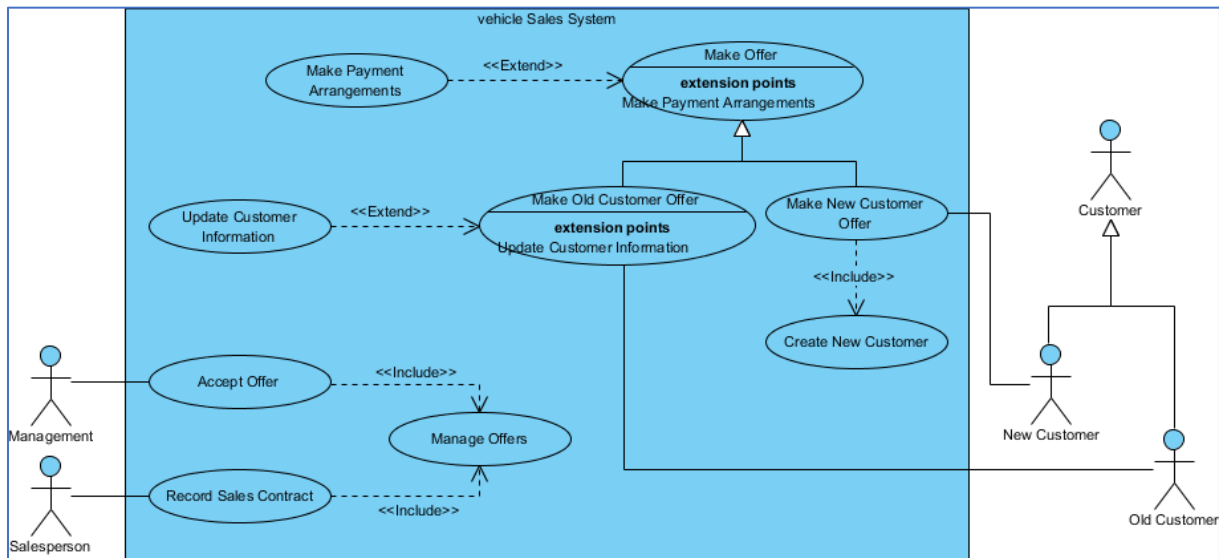 vehicle Sales System
Make Payment
Arrangements
<<Extend>>
Make Offer
extension points
Make Payment Arrangements
Customer
Update Customer
Information
<<Extend>>
Make Old Customer Offer
extension points
Update Customer Information
Make New Customer
Offer
<<Include>>
Create New Customer
New Customer
Old Customer
Management
Accept Offer
<<Include>>
Manage Offers
Salesperson
Record Sales Contract
<<Include>>